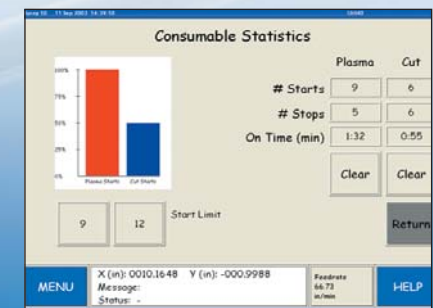 Consumable Statistics
Plasma Cut
# Starts 9 6
# Stops 5 6
On Time (min) 1:32 0:55
Clear Clear
100%
75%
50%
25%
0%
Plasma Starts Cut Starts
9 12 Start Limit
Return
MENU
X (in): 0010.1648 Y (in): -000.9988
Message:
Status: -
Feedrate
66.73
in/min
HELP